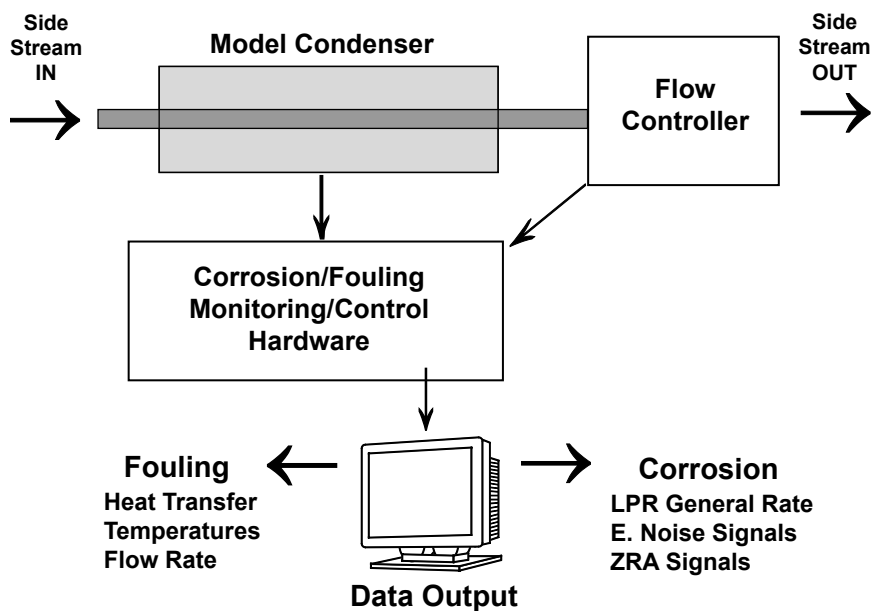 Side
Stream
IN
Model Condenser
Flow
Controller
Side
Stream
OUT
Corrosion/Fouling
Monitoring/Control
Hardware
Fouling
Heat Transfer
Temperatures
Flow Rate
Corrosion
LPR General Rate
E. Noise Signals
ZRA Signals
Data Output